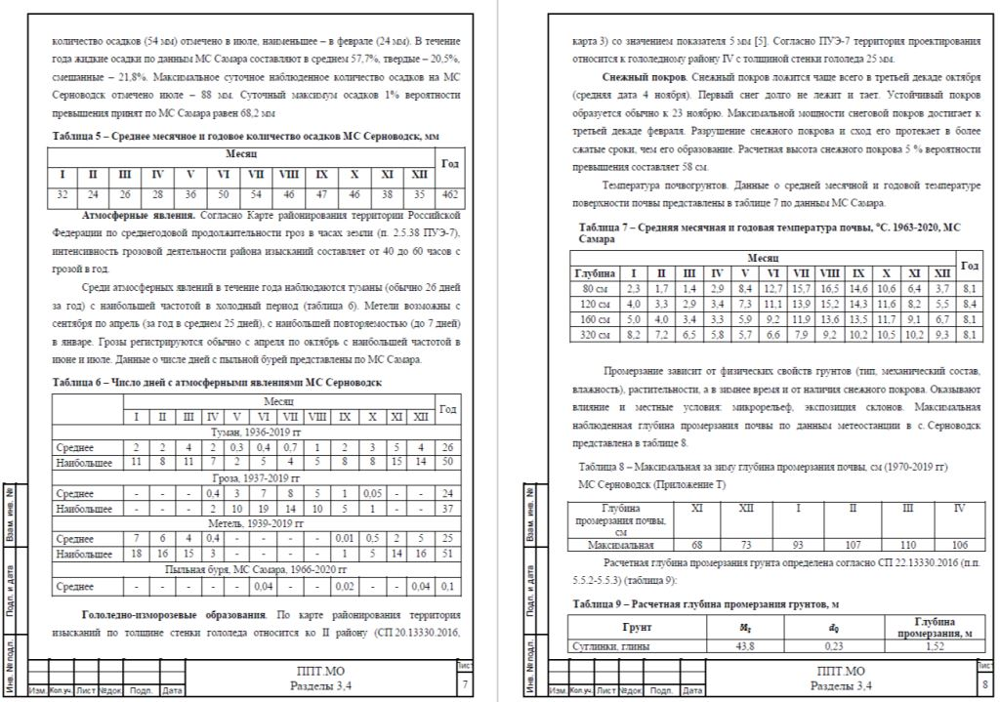 количество осадков (54 мм) отмечено в июле, наименьшее – в феврале (24 мм). В течение
года жидкие осадки по данным МС Самара составляют в среднем 57,7%, твердые – 20,5%,
смешанные – 21,8%. Максимальное суточное наблюденное количество осадков на МС
Серноводск отмечено июле – 88 мм. Суточный максимум осадков 1% вероятности
превышения принят по МС Самара равен 68,2 мм
Таблица 5 – Среднее месячное и годовое количество осадков МС Серноводск, мм
Месяц Год
I II III IV V VI VII VIII IX X XI XII
32 24 26 28 36 50 54 46 47 46 38 35 462
Атмосферные явления. Согласно Карте районирования территории Российской
Федерации по среднегодовой продолжительности гроз в часах земли (п. 2.5.38 ПУЭ-7),
интенсивность грозовой деятельности района изысканий составляет от 40 до 60 часов с
грозой в год.
Среди атмосферных явлений в течение года наблюдаются туманы (обычно 26 дней
за год) с наибольшей частотой в холодный период (таблица 6). Метели возможны с
сентября по апрель (за год в среднем 25 дней), с наибольшей повторяемостью (до 7 дней)
в январе. Грозы регистрируются обычно с апреля по октябрь с наибольшей частотой в
июне и июле. Данные о числе дней с пыльной бурей представлены по МС Самара.
Таблица 6 – Число дней с атмосферными явлениями МС Серноводск
Месяц Год
I II III IV V VI VII VIII IX X XI XII
Туман, 1936-2019 гг
Среднее 2 2 4 2 0,3 0,4 0,7 1 2 3 5 4 26
Наибольшее 11 8 11 7 2 5 4 5 8 8 15 14 50
Гроза, 1937-2019 гг
Среднее - - - 0,4 3 7 8 5 1 0,05 - - 24
Наибольшее - - - 2 10 19 14 10 5 1 - - 37
Метель, 1939-2019 гг
Среднее 7 6 4 0,4 - - - - 0,01 0,5 2 5 25
Наибольшее 18 16 15 3 - - - - 1 5 14 16 51
Пыльная буря, МС Самара, 1966-2020 гг
Среднее - - - - - 0,04 - - 0,02 - - 0,04 0,1
Гололедно-изморозевые образования. По карте районирования территория
изысканий по толщине стенки гололеда относится ко II району (СП 20.13330.2016,
Взам. инв. №
Подп. и дата
Инв. № подл.
Изм. Кол.уч. Лист №док. Подп. Дата
ППТ.МО
Разделы 3,4
Лист
7
карта 3) со значением показателя 5 мм [5]. Согласно ПУЭ-7 территория проектирования
относится к гололедному району IV с толщиной стенки гололеда 25 мм.
Снежный покров. Снежный покров ложится чаще всего в третьей декаде октября
(средняя дата 4 ноября). Первый снег долго не лежит и тает. Устойчивый покров
образуется обычно к 23 ноябрю. Максимальной мощности снеговой покров достигает к
третьей декаде февраля. Разрушение снежного покрова и сход его протекает в более
сжатые сроки, чем его образование. Расчетная высота снежного покрова 5 % вероятности
превышения составляет 58 см.
Температура почвогрунтов. Данные о средней месячной и годовой температуре
поверхности почвы представлены в таблице 7 по данным МС Самара.
Таблица 7 – Средняя месячная и годовая температура почвы, °С. 1963-2020, МС
Самара
Месяц Год
Глубина I II III IV V VI VII VIII IX X XI XII
80 см 2,3 1,7 1,4 2,9 8,4 12,7 15,7 16,5 14,6 10,6 6,4 3,7 8,1
120 см 4,0 3,3 2,9 3,4 7,3 11,1 13,9 15,2 14,3 11,6 8,2 5,5 8,4
160 см 5,0 4,0 3,4 3,3 5,9 9,2 11,9 13,6 13,5 11,7 9,1 6,7 8,1
320 см 8,2 7,2 6,5 5,8 5,7 6,6 7,9 9,2 10,2 10,5 10,2 9,3 8,1
Промерзание зависит от физических свойств грунтов (тип, механический состав,
влажность), растительности, а в зимнее время и от наличия снежного покрова. Оказывают
влияние и местные условия: микрорельеф, экспозиция склонов. Максимальная
наблюденная глубина промерзания почвы по данным метеостанции в с. Серноводск
представлена в таблице 8.
Таблица 8 – Максимальная за зиму глубина промерзания почвы, см (1970-2019 гг)
МС Серноводск (Приложение Т)
Глубина XI XII I II III IV
промерзания почвы,
см
Максимальная 68 73 93 107 110 106
Расчетная глубина промерзания грунта определена согласно СП 22.13330.2016 (п.п.
5.5.2-5.5.3) (таблица 9):
Таблица 9 – Расчетная глубина промерзания грунтов, м
Грунт Mt d0 Глубина
промерзания, м
Суглинки, глины 43,8 0,23 1,52
Взам. инв. №
Подп. и дата
Инв. № подл.
Изм. Кол.уч. Лист №док. Подп. Дата
ППТ.МО
Разделы 3,4
Лист
8